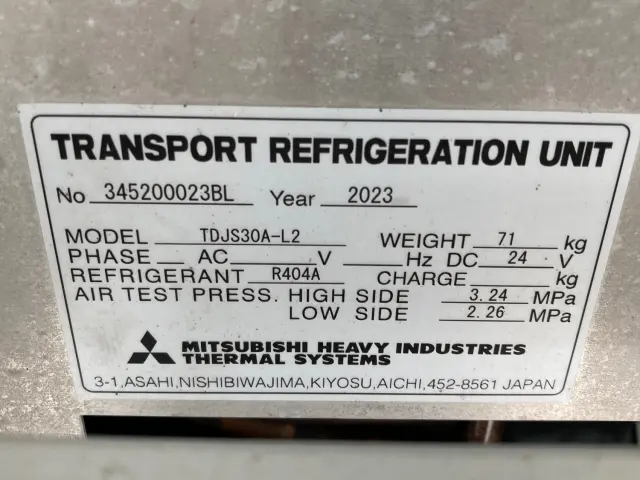 TRANSPORT REFRIGERATION UNIT
No 345200023BL Year 2023
MODEL TDJS30A-L2 WEIGHT 71 kg
PHASE AC V Hz DC 24 V
REFRIGERANT R404A CHARGE kg
AIR TEST PRESS. HIGH SIDE 3.24 MPa
LOW SIDE 2.26 MPa
MITSUBISHI HEAVY INDUSTRIES
THERMAL SYSTEMS
3-1,ASAHI,NISHIBIWAJIMA,KIYOSU,AICHI,452-8561 JAPAN